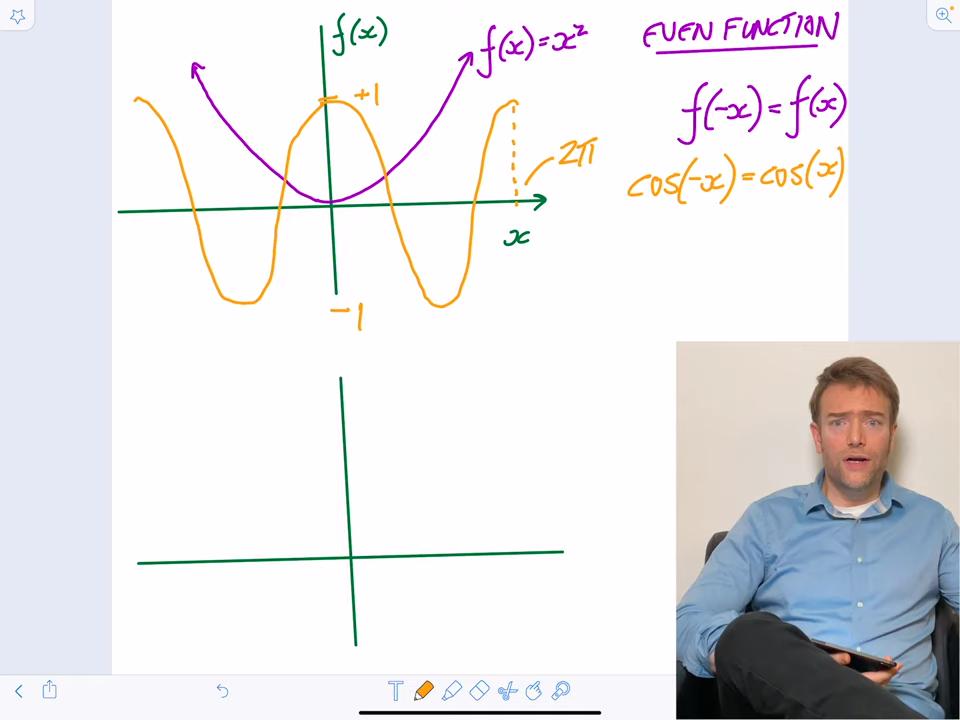 f(x)
f(x)=x²
EVEN FUNCTION
+1
f(-x)=f(x)
2π
cos(-x)=cos(x)
x
-1
T